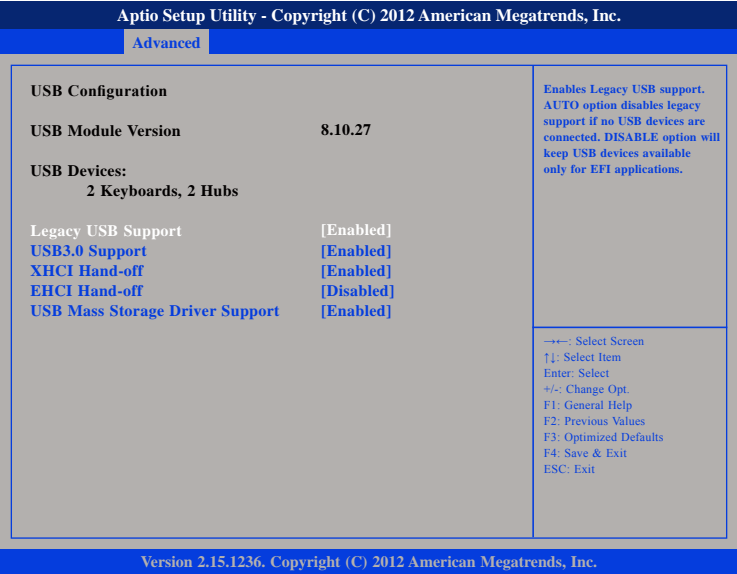 Aptio Setup Utility - Copyright (C) 2012 American Megatrends, Inc.
Advanced
USB Configuration
USB Module Version 8.10.27
USB Devices:
2 Keyboards, 2 Hubs
Legacy USB Support [Enabled]
USB3.0 Support [Enabled]
XHCI Hand-off [Enabled]
EHCI Hand-off [Disabled]
USB Mass Storage Driver Support [Enabled]
Enables Legacy USB support.
AUTO option disables legacy
support if no USB devices are
connected. DISABLE option will
keep USB devices available
only for EFI applications.
→←: Select Screen
↑↓: Select Item
Enter: Select
+/-: Change Opt.
F1: General Help
F2: Previous Values
F3: Optimized Defaults
F4: Save & Exit
ESC: Exit
Version 2.15.1236. Copyright (C) 2012 American Megatrends, Inc.